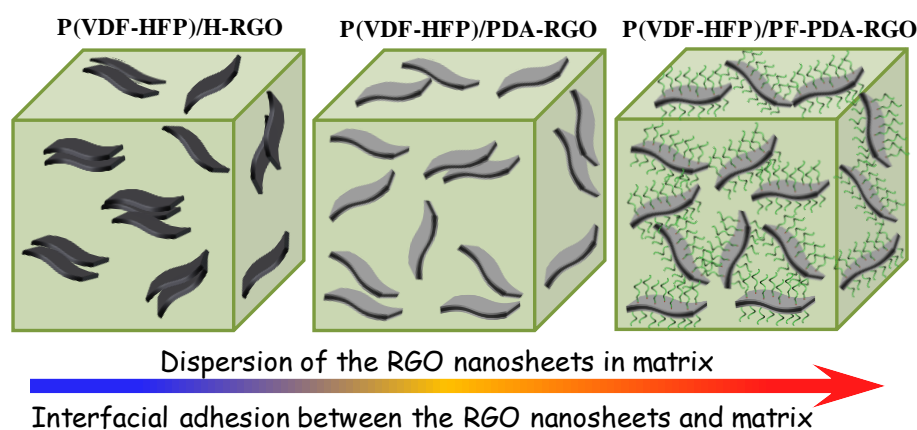 P(VDF-HFP)/H-RGO
P(VDF-HFP)/PDA-RGO
P(VDF-HFP)/PF-PDA-RGO
Dispersion of the RGO nanosheets in matrix
Interfacial adhesion between the RGO nanosheets and matrix